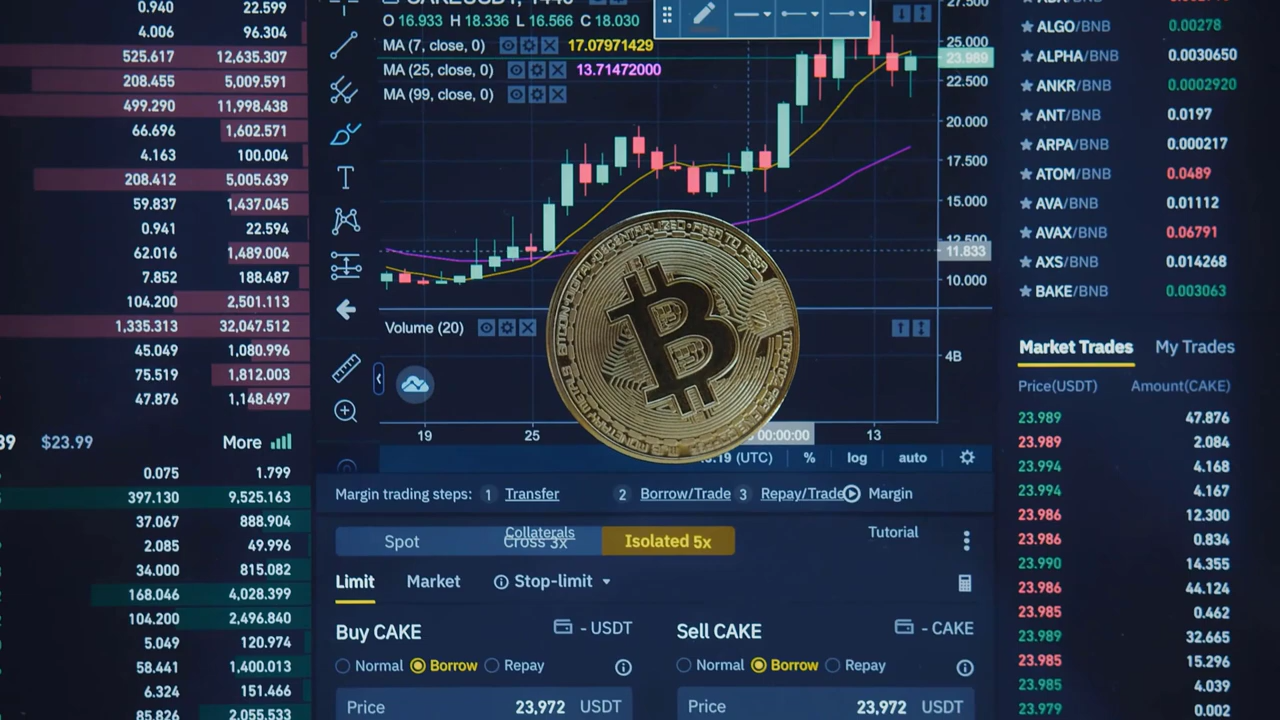 0.940 22.599
4.006 96.304
525.617 12,635.307
208.455 5,009.591
499.290 11,998.438
66.696 1,602.571
4.163 100.004
208.412 5,005.639
59.837 1,437.045
0.941 22.594
62.016 1,489.004
7.852 188.487
104.200 2,501.113
1,335.313 32,047.512
45.049 1,080.996
75.519 1,812.003
47.876 1,148.497
89 $23.99 More
0.075 1.799
397.130 9,525.163
37.067 888.904
2.085 49.996
34.000 815.082
168.046 4,028.399
104.200 2,496.840
5.049 120.974
58.441 1,400.013
6.324 151.466
85.826 2,055.533
CAKEUSDT, 1440
O 16.933 H 18.336 L 16.566 C 18.030
MA (7, close, 0) 17.07971429
MA (25, close, 0) 13.71472000
MA (99, close, 0)
27.500
25.000
23.989
22.500
20.000
17.500
15.000
12.500
11.833
10.000
Volume (20)
4B
19 25 00:00:00 13
:19 (UTC) % log auto
B
Margin trading steps: 1 Transfer 2 Borrow/Trade 3 Repay/Trade Margin
Collaterals Tutorial
Spot Cross 3x Isolated 5x
Limit Market Stop-limit
Buy CAKE - USDT
Normal Borrow Repay
Price 23,972 USDT
Sell CAKE - CAKE
Normal Borrow Repay
Price 23,972 USDT
ALGO/BNB 0.00278
ALPHA/BNB 0.0030650
ANKR/BNB 0.0002920
ANT/BNB 0.0197
ARPA/BNB 0.000217
ATOM/BNB 0.0489
AVA/BNB 0.01112
AVAX/BNB 0.06791
AXS/BNB 0.014268
BAKE/BNB 0.003063
Market Trades My Trades
Price(USDT) Amount(CAKE)
23.989 47.876
23.989 2.084
23.994 4.168
23.994 4.167
23.986 12.300
23.986 0.834
23.990 14.355
23.986 44.124
23.985 0.462
23.989 32.665
23.985 15.296
23.985 4.039
23.979 0.002